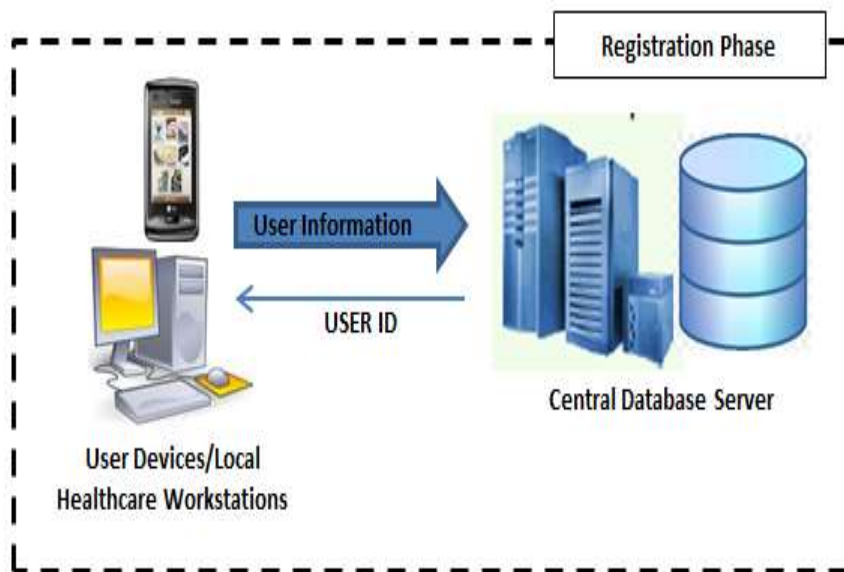 Registration Phase
User Information
USER ID
Central Database Server
User Devices/Local
Healthcare Workstations